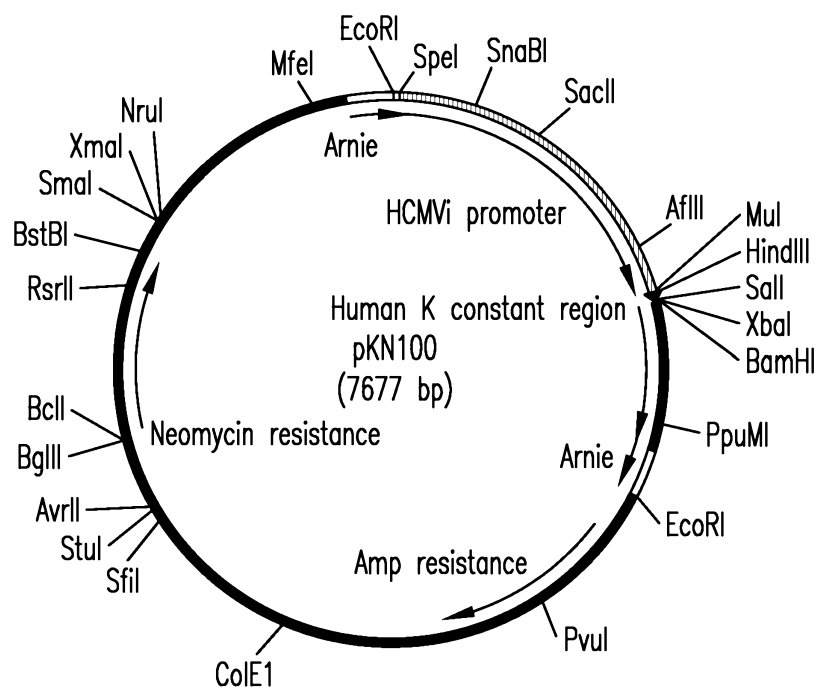 EcoRI
SpeI
SnaBI
MfeI
SacII
NruI
XmaI
Arnie
SmaI
AflII
HCMVi promoter
MuI
BstBI
HindIII
RsrII
SalI
Human K constant region
XbaI
pKN100
BamHI
(7677 bp)
BclI
Neomycin resistance
PpuMI
BglII
Arnie
AvrII
EcoRI
StuI
Amp resistance
SfiI
PvuI
ColE1